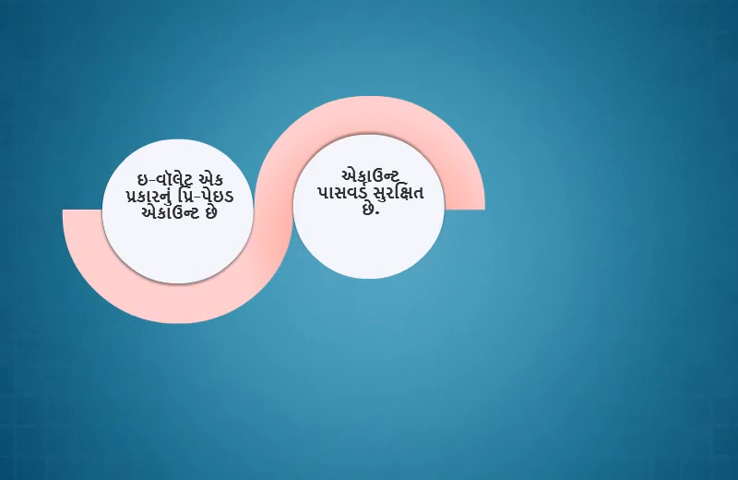 ઇ-વૉલેટ એક
પ્રકારનું પ્રિ-પેઇડ
એકાઉન્ટ છે
એકાઉન્ટ
પાસવર્ડ સુરક્ષિત
છે.